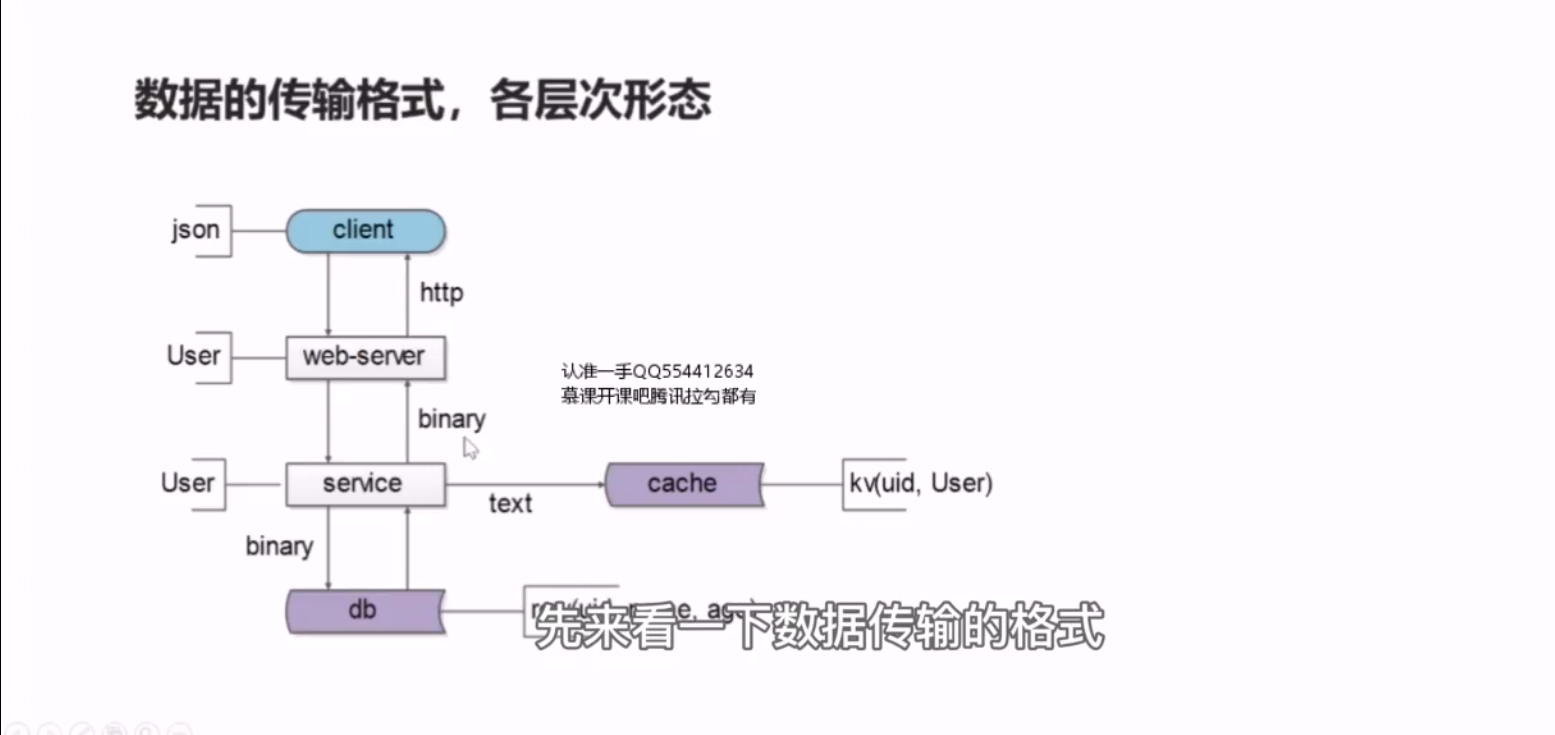 数据的传输格式，各层次形态
json
client
http
User
web-server
认准一手QQ554412634
慕课开课吧腾讯拉勾都有
binary
User
service
text
cache
kv(uid, User)
binary
db
先来看一下数据传输的格式